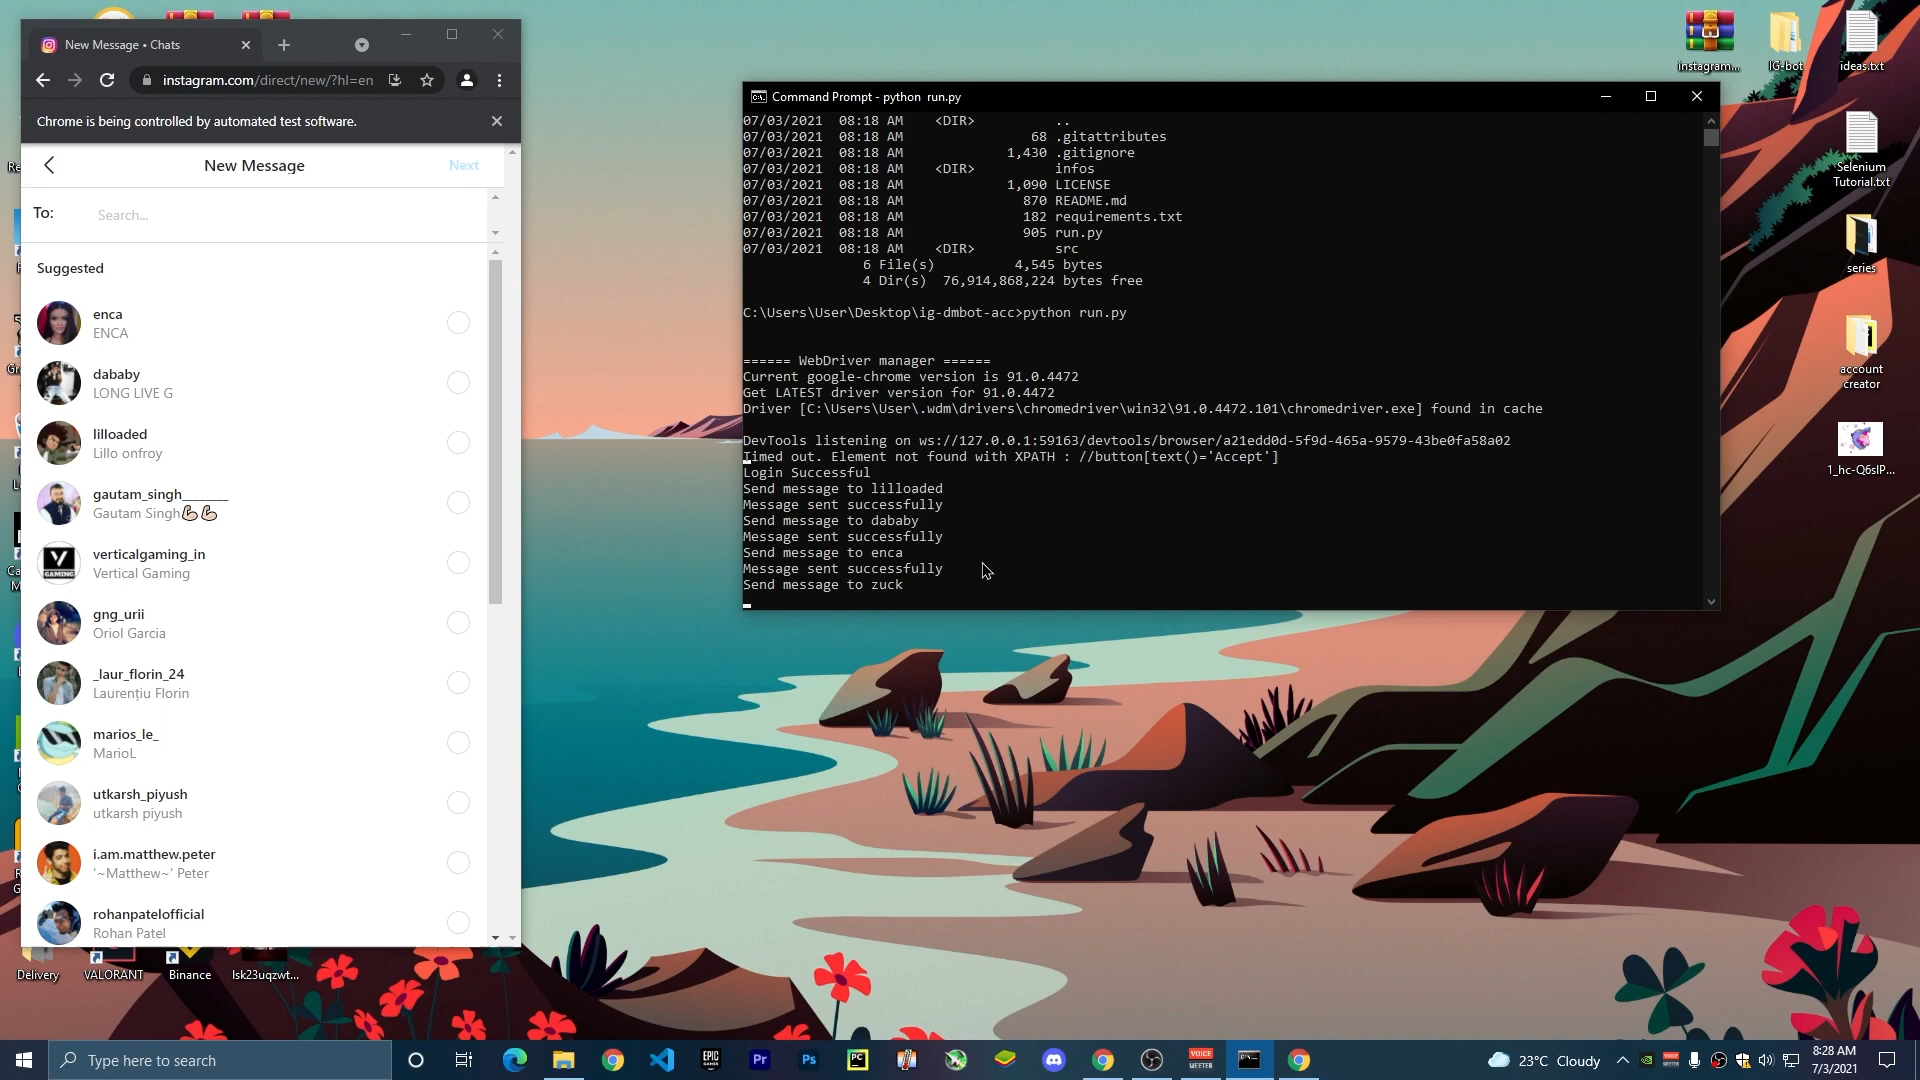 New Message • Chats
instagram.com/direct/new/?hl=en
Chrome is being controlled by automated test software.
New Message
Next
To:
Search...
Suggested
enca
ENCA
dababy
LONG LIVE G
lilloaded
Lillo onfroy
gautam_singh________
Gautam Singh💪🏻💪🏻
verticalgaming_in
Vertical Gaming
gng_urii
Oriol Garcia
_laur_florin_24
Laurențiu Florin
marios_le_
MarioL
utkarsh_piyush
utkarsh piyush
i.am.matthew.peter
'~Matthew~' Peter
rohanpatelofficial
Rohan Patel
Command Prompt - python run.py
07/03/2021  08:18 AM    <DIR>          ..
07/03/2021  08:18 AM                68 .gitattributes
07/03/2021  08:18 AM             1,430 .gitignore
07/03/2021  08:18 AM    <DIR>          infos
07/03/2021  08:18 AM             1,090 LICENSE
07/03/2021  08:18 AM               870 README.md
07/03/2021  08:18 AM               182 requirements.txt
07/03/2021  08:18 AM               905 run.py
07/03/2021  08:18 AM    <DIR>          src
6 File(s)          4,545 bytes
4 Dir(s)  76,914,868,224 bytes free
C:\Users\User\Desktop\ig-dmbot-acc>python run.py
====== WebDriver manager ======
Current google-chrome version is 91.0.4472
Get LATEST driver version for 91.0.4472
Driver [C:\Users\User\.wdm\drivers\chromedriver\win32\91.0.4472.101\chromedriver.exe] found in cache
DevTools listening on ws://127.0.0.1:59163/devtools/browser/a21edd0d-5f9d-465a-9579-43be0fa58a02
Timed out. Element not found with XPATH : //button[text()='Accept']
Login Successful
Send message to lilloaded
Message sent successfully
Send message to dababy
Message sent successfully
Send message to enca
Message sent successfully
Send message to zuck
instagram...
IG-bot
ideas.txt
Selenium
Tutorial.txt
series
account
creator
1_hc-Q6sIP...
Delivery
VALORANT
Binance
lsk23uqzwt...
Type here to search
EPIC
GAMES
Pr
Ps
PC
VOICE
MEETER
23°C Cloudy
8:28 AM
7/3/2021